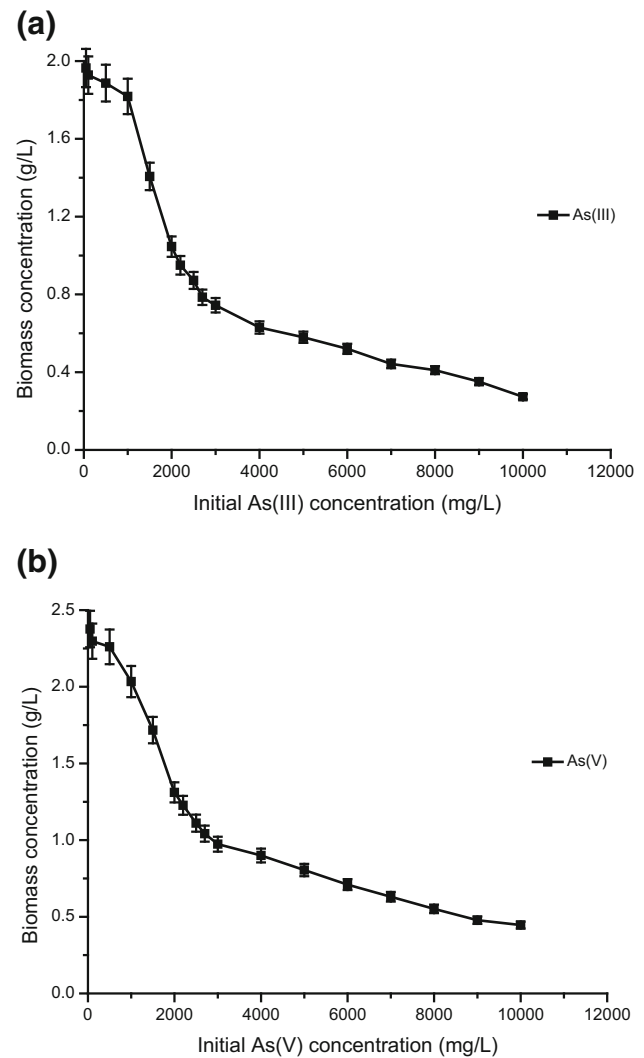 (a)
2.0
1.6
1.2
0.8
0.4
0.0
Biomass concentration (g/L)
As(III)
0 2000 4000 6000 8000 10000 12000
Initial As(III) concentration (mg/L)
(b)
2.5
2.0
1.5
1.0
0.5
0.0
Biomass concentration (g/L)
As(V)
0 2000 4000 6000 8000 10000 12000
Initial As(V) concentration (mg/L)